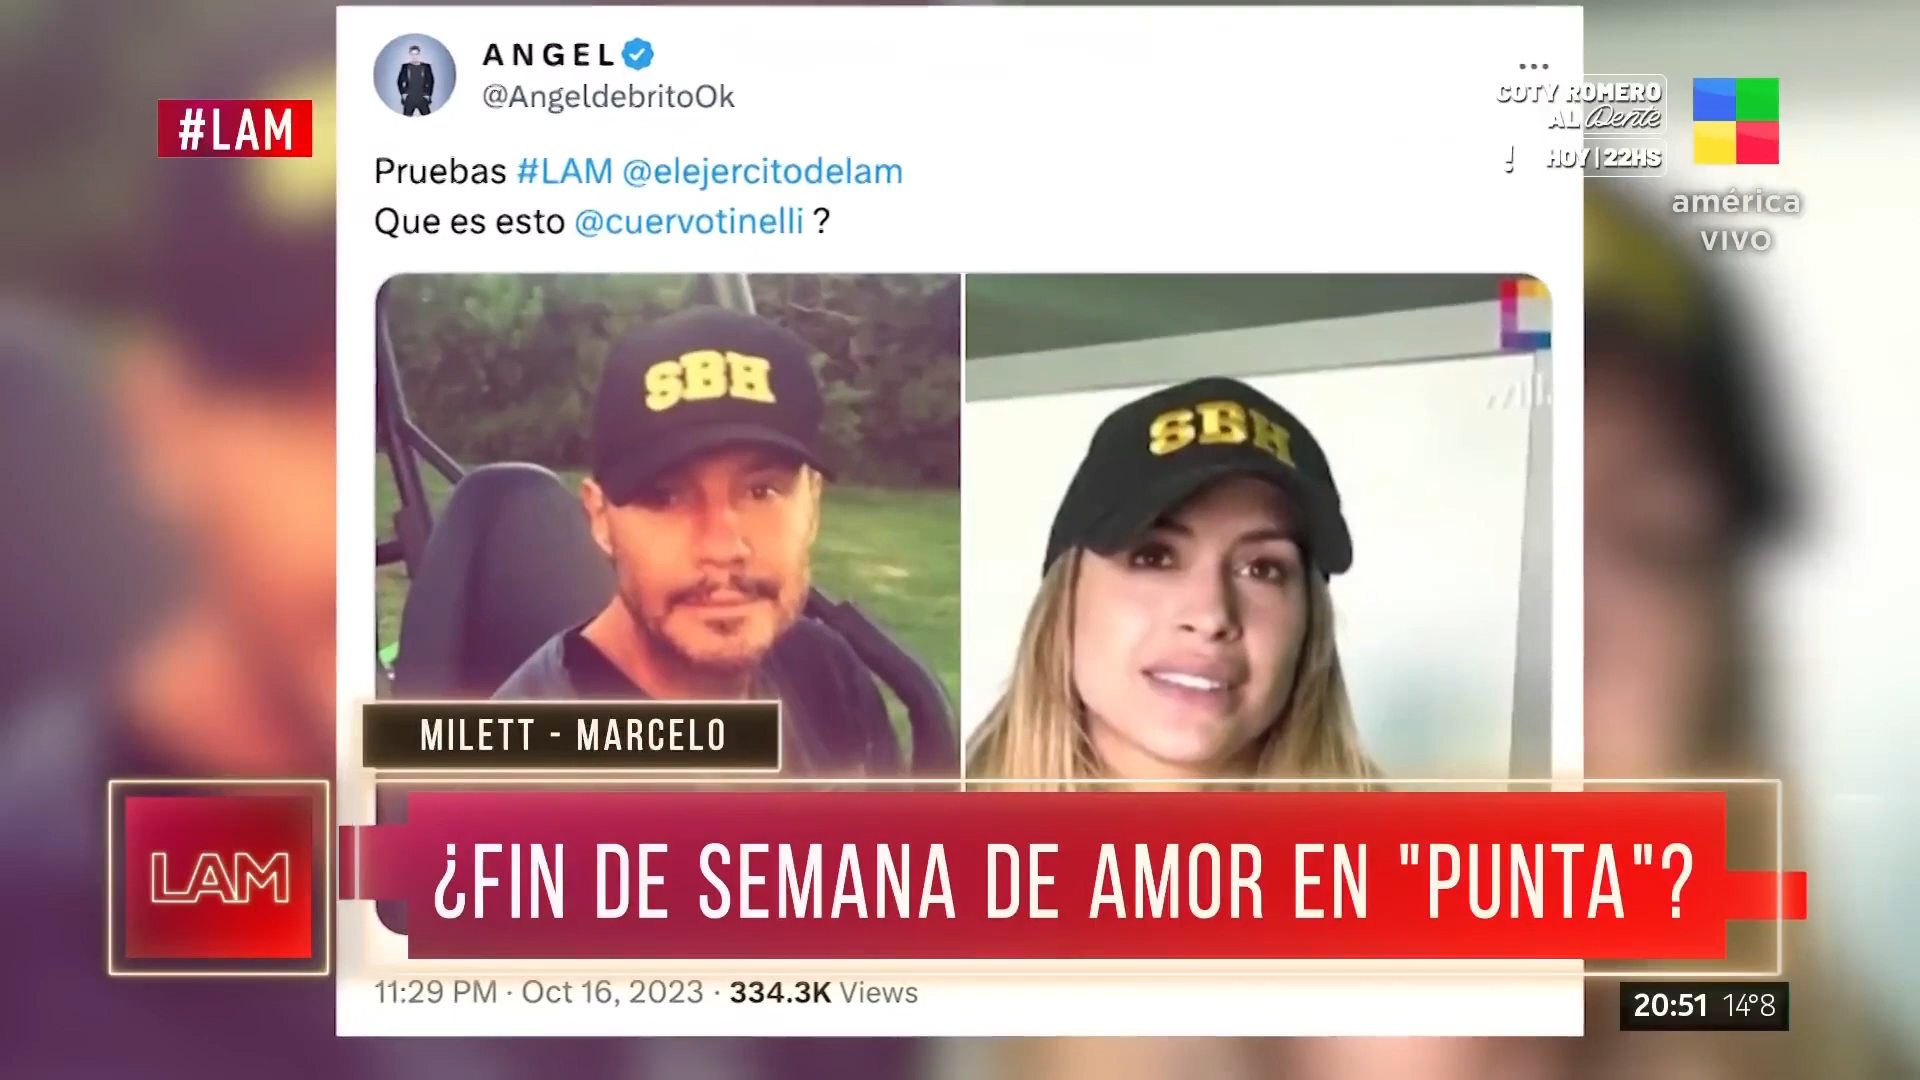 ANGEL
@AngeldebritoOk
...
#LAM
COTY ROMERO
AL Dente
! HOY | 22HS
américa
VIVO
Pruebas #LAM @elejercitodelam
Que es esto @cuervotinelli ?
SBH
SBH
MILETT - MARCELO
LAM
¿FIN DE SEMANA DE AMOR EN "PUNTA"?
11:29 PM · Oct 16, 2023 · 334.3K Views
20:51 14°8